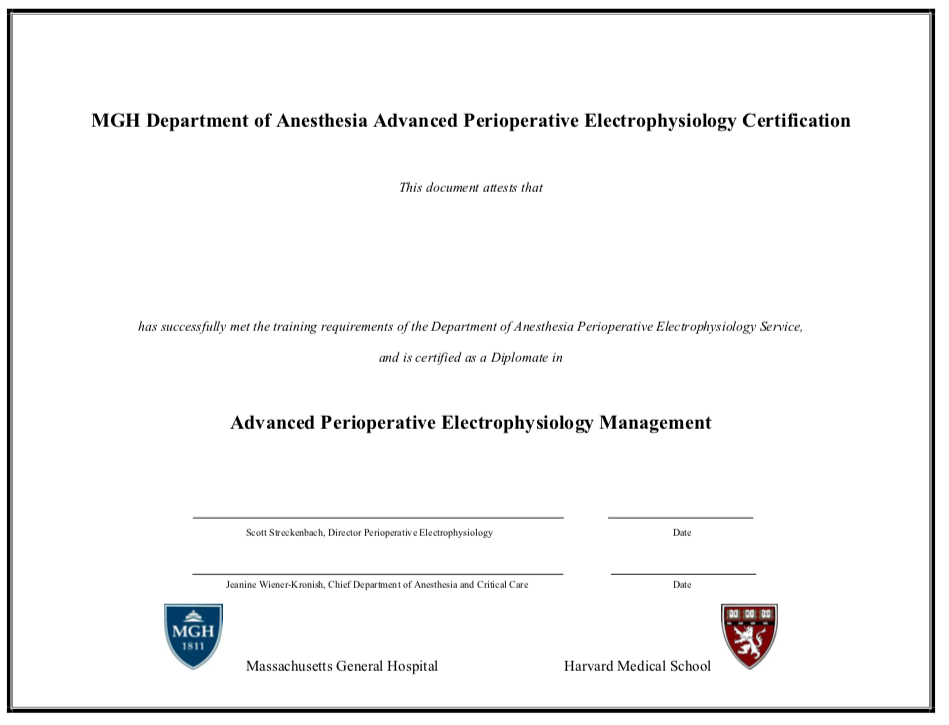 MGH Department of Anesthesia Advanced Perioperative Electrophysiology Certification
This document attests that
has successfully met the training requirements of the Department of Anesthesia Perioperative Electrophysiology Service,
and is certified as a Diplomate in
Advanced Perioperative Electrophysiology Management
Scott Streckenbach, Director Perioperative Electrophysiology Date
Jeanine Wiener-Kronish, Chief Department of Anesthesia and Critical Care Date
MGH
1811
Massachusetts General Hospital Harvard Medical School